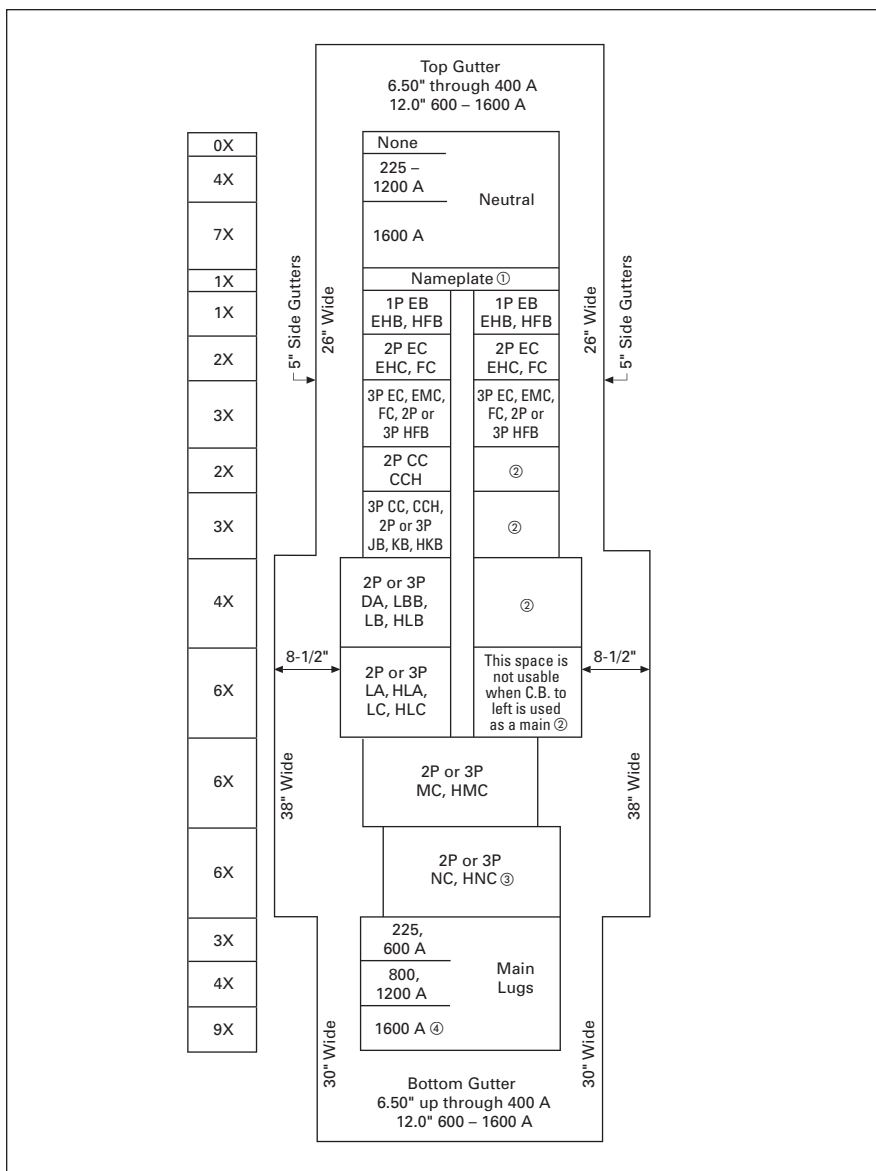 Top Gutter
6.50" through 400 A
12.0" 600 – 1600 A
0X
None
4X
225 –
1200 A
Neutral
7X
1600 A
1X
Nameplate ①
5" Side Gutters
26" Wide
26" Wide
5" Side Gutters
1X
1P EB
EHB, HFB
1P EB
EHB, HFB
2X
2P EC
EHC, FC
2P EC
EHC, FC
3X
3P EC, EMC,
FC, 2P or
3P HFB
3P EC, EMC,
FC, 2P or
3P HFB
2X
2P CC
CCH
②
3X
3P CC, CCH,
2P or 3P
JB, KB, HKB
②
4X
2P or 3P
DA, LBB,
LB, HLB
②
8-1/2"
8-1/2"
6X
2P or 3P
LA, HLA,
LC, HLC
This space is
not usable
when C.B. to
left is used
as a main ②
6X
2P or 3P
MC, HMC
38" Wide
38" Wide
6X
2P or 3P
NC, HNC ③
3X
225,
600 A
4X
800,
1200 A
Main
Lugs
9X
1600 A ④
30" Wide
30" Wide
Bottom Gutter
6.50" up through 400 A
12.0" 600 – 1600 A